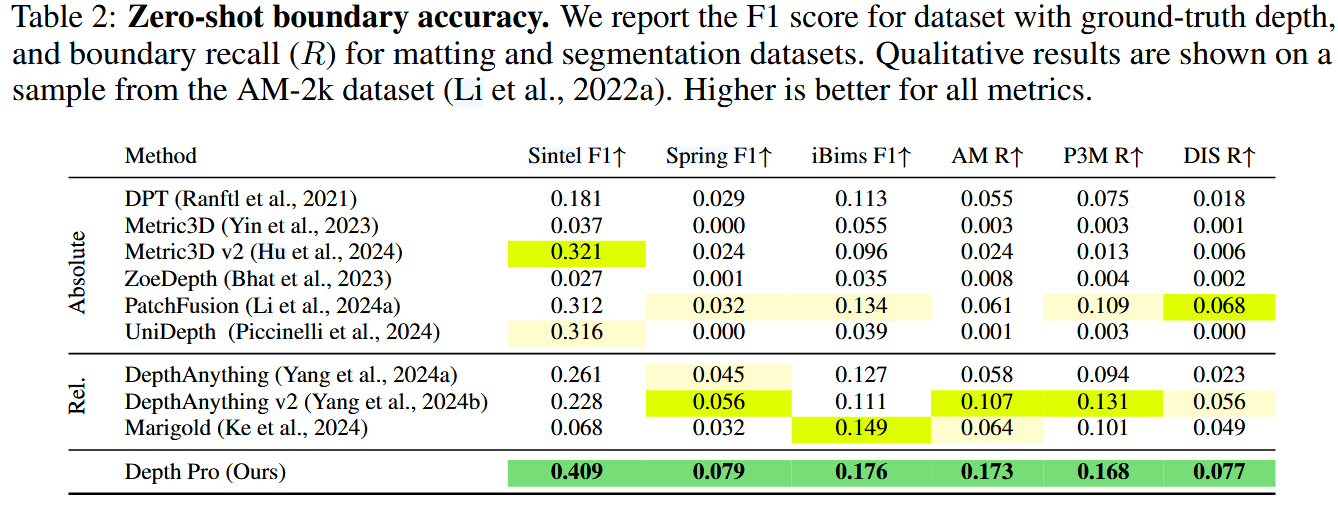 Table 2: Zero-shot boundary accuracy. We report the F1 score for dataset with ground-truth depth,
and boundary recall (R) for matting and segmentation datasets. Qualitative results are shown on a
sample from the AM-2k dataset (Li et al., 2022a). Higher is better for all metrics.
Method Sintel F1↑ Spring F1↑ iBims F1↑ AM R↑ P3M R↑ DIS R↑
Absolute
DPT (Ranftl et al., 2021) 0.181 0.029 0.113 0.055 0.075 0.018
Metric3D (Yin et al., 2023) 0.037 0.000 0.055 0.003 0.003 0.001
Metric3D v2 (Hu et al., 2024) 0.321 0.024 0.096 0.024 0.013 0.006
ZoeDepth (Bhat et al., 2023) 0.027 0.001 0.035 0.008 0.004 0.002
PatchFusion (Li et al., 2024a) 0.312 0.032 0.134 0.061 0.109 0.068
UniDepth (Piccinelli et al., 2024) 0.316 0.000 0.039 0.001 0.003 0.000
Rel.
DepthAnything (Yang et al., 2024a) 0.261 0.045 0.127 0.058 0.094 0.023
DepthAnything v2 (Yang et al., 2024b) 0.228 0.056 0.111 0.107 0.131 0.056
Marigold (Ke et al., 2024) 0.068 0.032 0.149 0.064 0.101 0.049
Depth Pro (Ours) 0.409 0.079 0.176 0.173 0.168 0.077